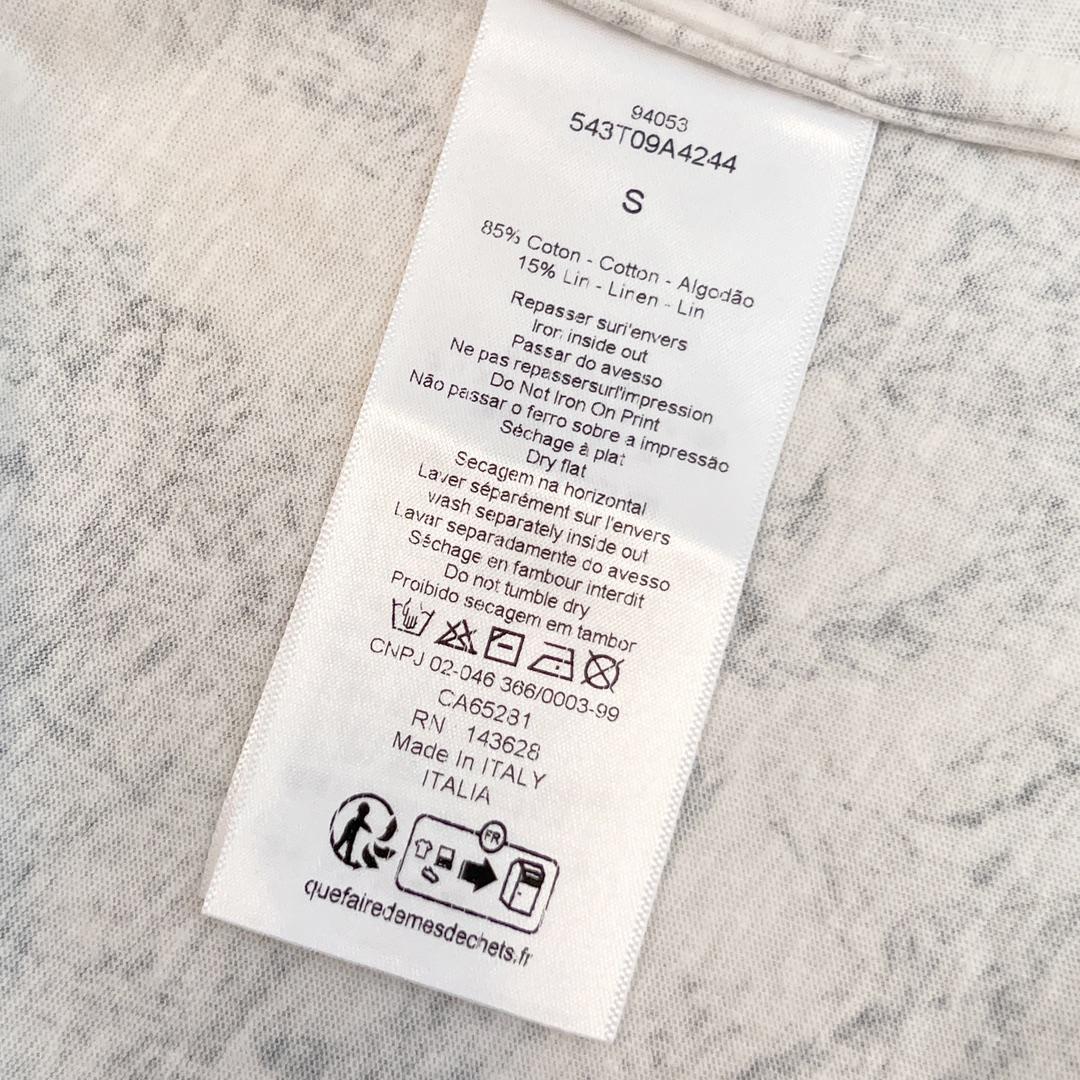 94053
543T09A4244
S
85% Coton - Cotton - Algodão
15% Lin - Linen - Lin
Repasser surl'envers
Iron inside out
Passar do avesso
Ne pas repassersurl'impression
Do Not Iron On Print
Não passar o ferro sobre a impressão
Séchage à plat
Dry flat
Secagem na horizontal
Laver séparément sur l'envers
wash separately inside out
Lavar separadamente do avesso
Séchage en fambour interdit
Do not tumble dry
Proibido secagem em tambor
CNPJ 02-046 366/0003-99
CA65281
RN 143628
Made In ITALY
ITALIA
FR
quefairedemesdechets.fr